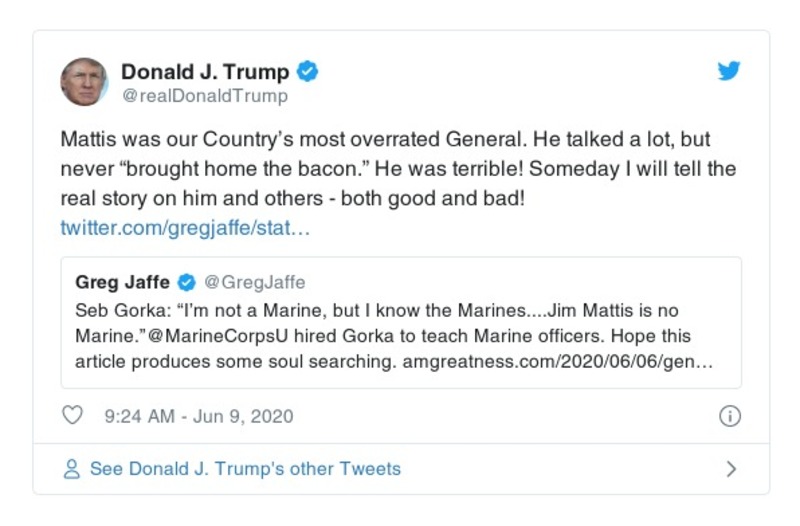 Donald J. Trump
@realDonaldTrump
Mattis was our Country’s most overrated General. He talked a lot, but
never “brought home the bacon.” He was terrible! Someday I will tell the
real story on him and others - both good and bad!
twitter.com/gregjaffe/stat…
Greg Jaffe @GregJaffe
Seb Gorka: “I’m not a Marine, but I know the Marines....Jim Mattis is no
Marine.”@MarineCorpsU hired Gorka to teach Marine officers. Hope this
article produces some soul searching. amgreatness.com/2020/06/06/gen…
9:24 AM - Jun 9, 2020
See Donald J. Trump's other Tweets